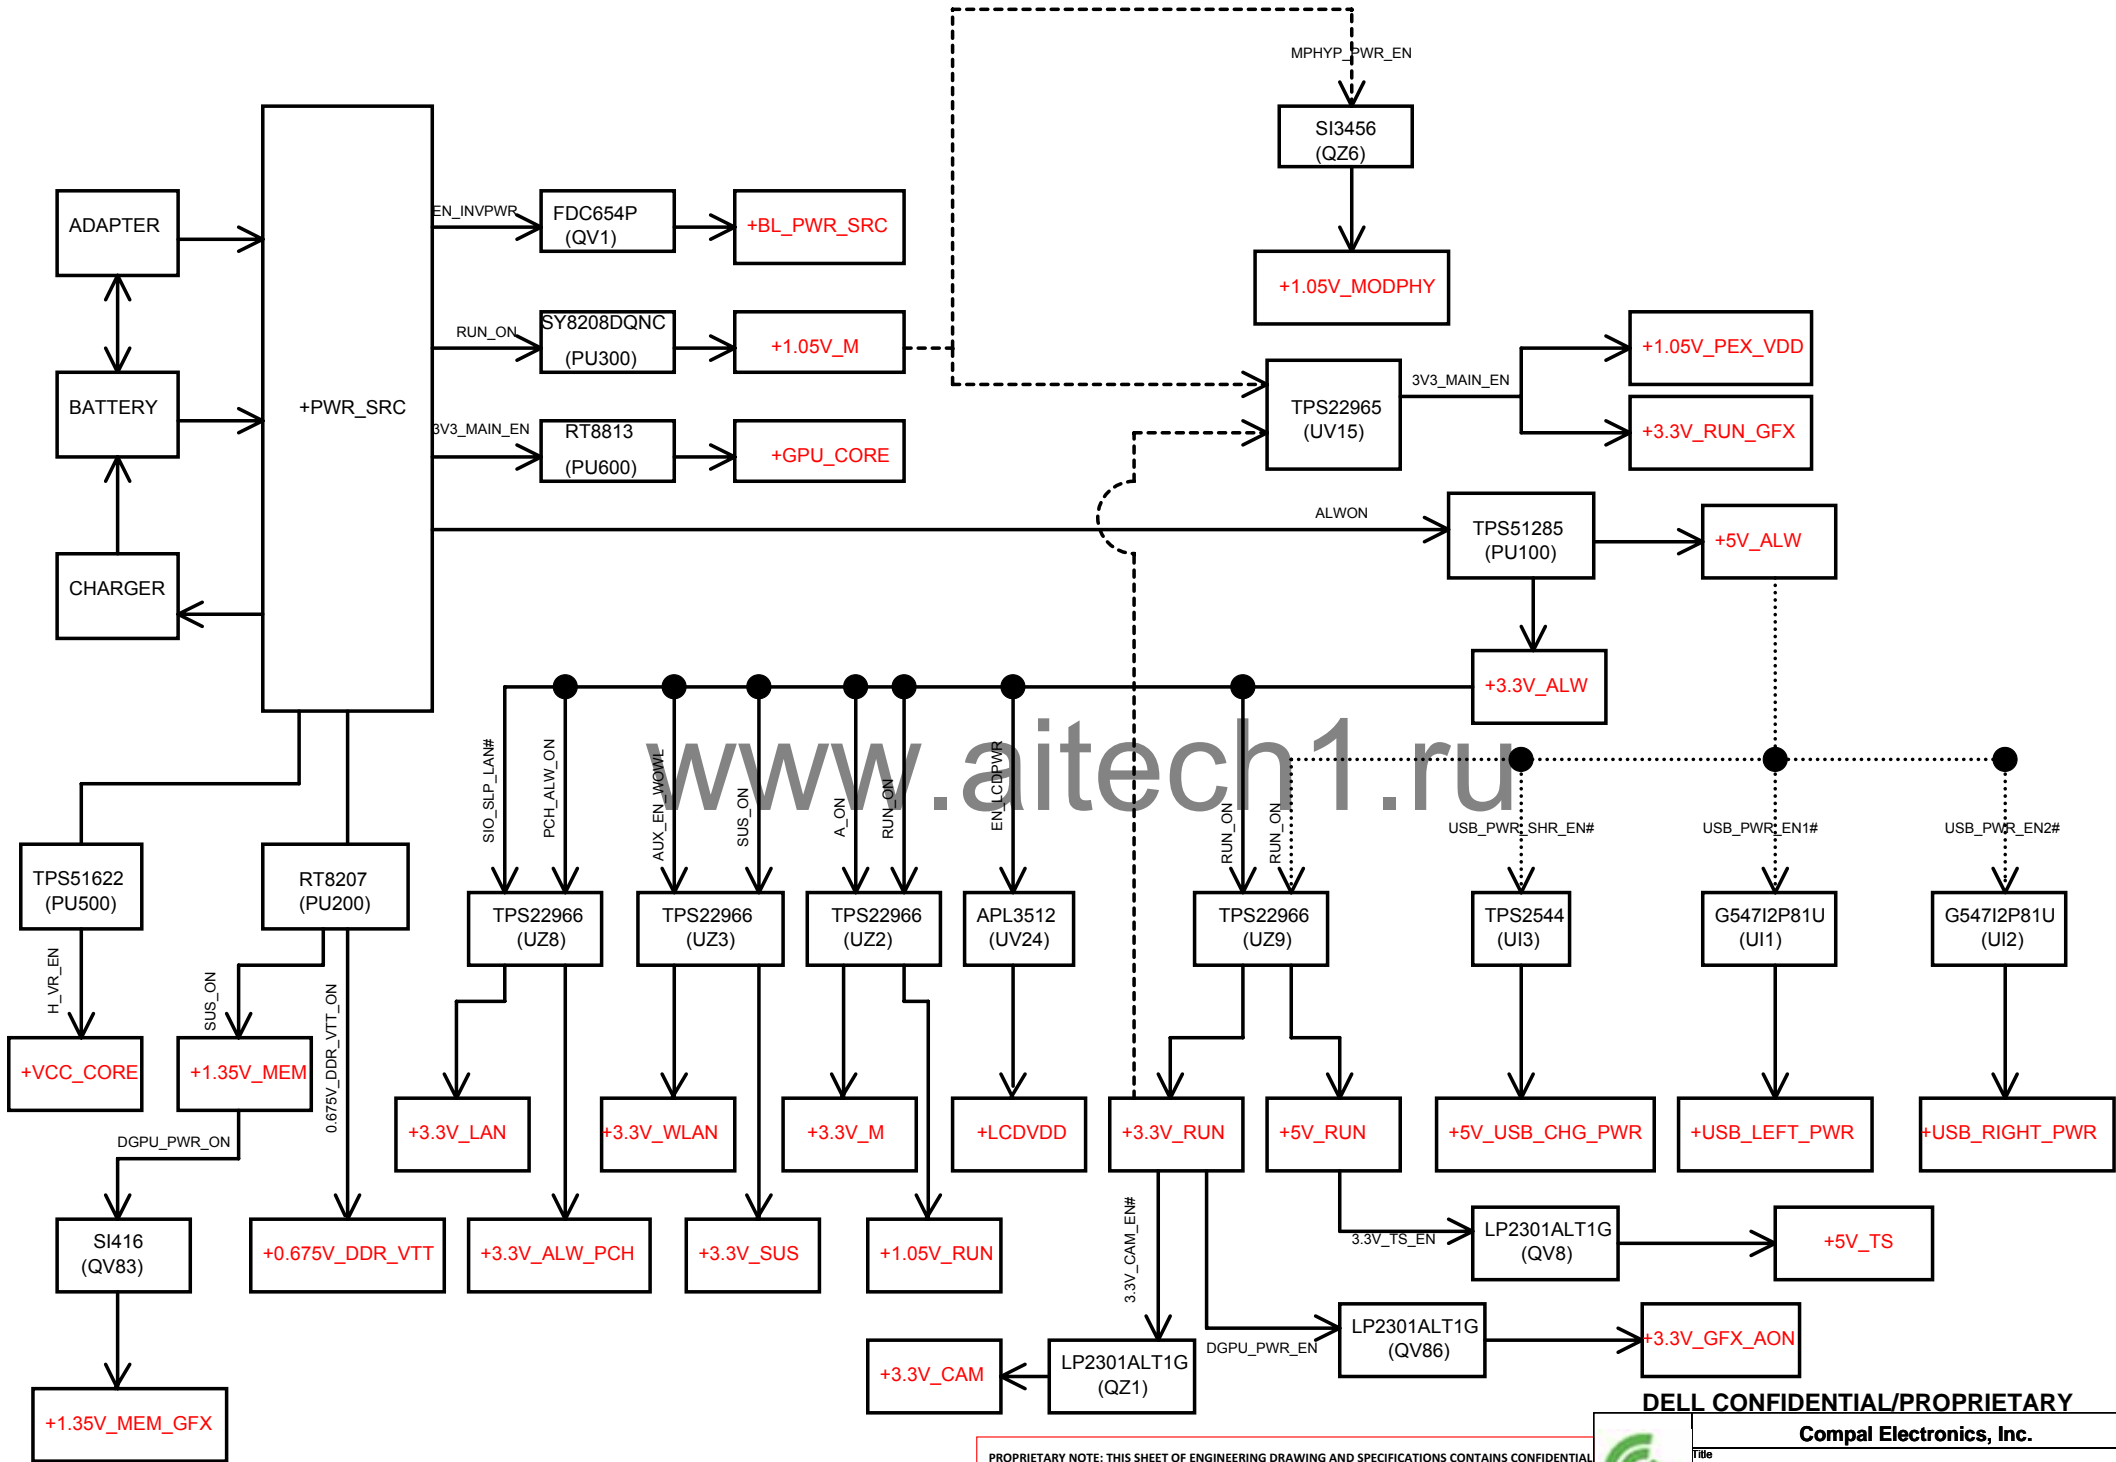 MPHYP_PWR_EN
SI3456
(QZ6)
+1.05V_MODPHY
ADAPTER
BATTERY
CHARGER
+PWR_SRC
EN_INVPWR
FDC654P
(QV1)
+BL_PWR_SRC
RUN_ON
SY8208DQNC
(PU300)
+1.05V_M
3V3_MAIN_EN
RT8813
(PU600)
+GPU_CORE
TPS22965
(UV15)
3V3_MAIN_EN
+1.05V_PEX_VDD
+3.3V_RUN_GFX
ALWON
TPS51285
(PU100)
+5V_ALW
+3.3V_ALW
www.aitech1.ru
SIO_SLP_LAN#
PCH_ALW_ON
AUX_EN_WOWL
SUS_ON
A_ON
RUN_ON
EN_LCDPWR
RUN_ON
RUN_ON
USB_PWR_SHR_EN#
USB_PWR_EN1#
USB_PWR_EN2#
TPS51622
(PU500)
RT8207
(PU200)
TPS22966
(UZ8)
TPS22966
(UZ3)
TPS22966
(UZ2)
APL3512
(UV24)
TPS22966
(UZ9)
TPS2544
(UI3)
G547I2P81U
(UI1)
G547I2P81U
(UI2)
H_VR_EN
SUS_ON
0.675V_DDR_VTT_ON
+VCC_CORE
+1.35V_MEM
+3.3V_LAN
+3.3V_WLAN
+3.3V_M
+LCDVDD
+3.3V_RUN
+5V_RUN
+5V_USB_CHG_PWR
+USB_LEFT_PWR
+USB_RIGHT_PWR
DGPU_PWR_ON
SI416
(QV83)
+0.675V_DDR_VTT
+3.3V_ALW_PCH
+3.3V_SUS
+1.05V_RUN
3.3V_CAM_EN#
3.3V_TS_EN
LP2301ALT1G
(QV8)
+5V_TS
DGPU_PWR_EN
LP2301ALT1G
(QV86)
+3.3V_GFX_AON
+3.3V_CAM
LP2301ALT1G
(QZ1)
+1.35V_MEM_GFX
DELL CONFIDENTIAL/PROPRIETARY
Compal Electronics, Inc.
Title
PROPRIETARY NOTE: THIS SHEET OF ENGINEERING DRAWING AND SPECIFICATIONS CONTAINS CONFIDENTIAL